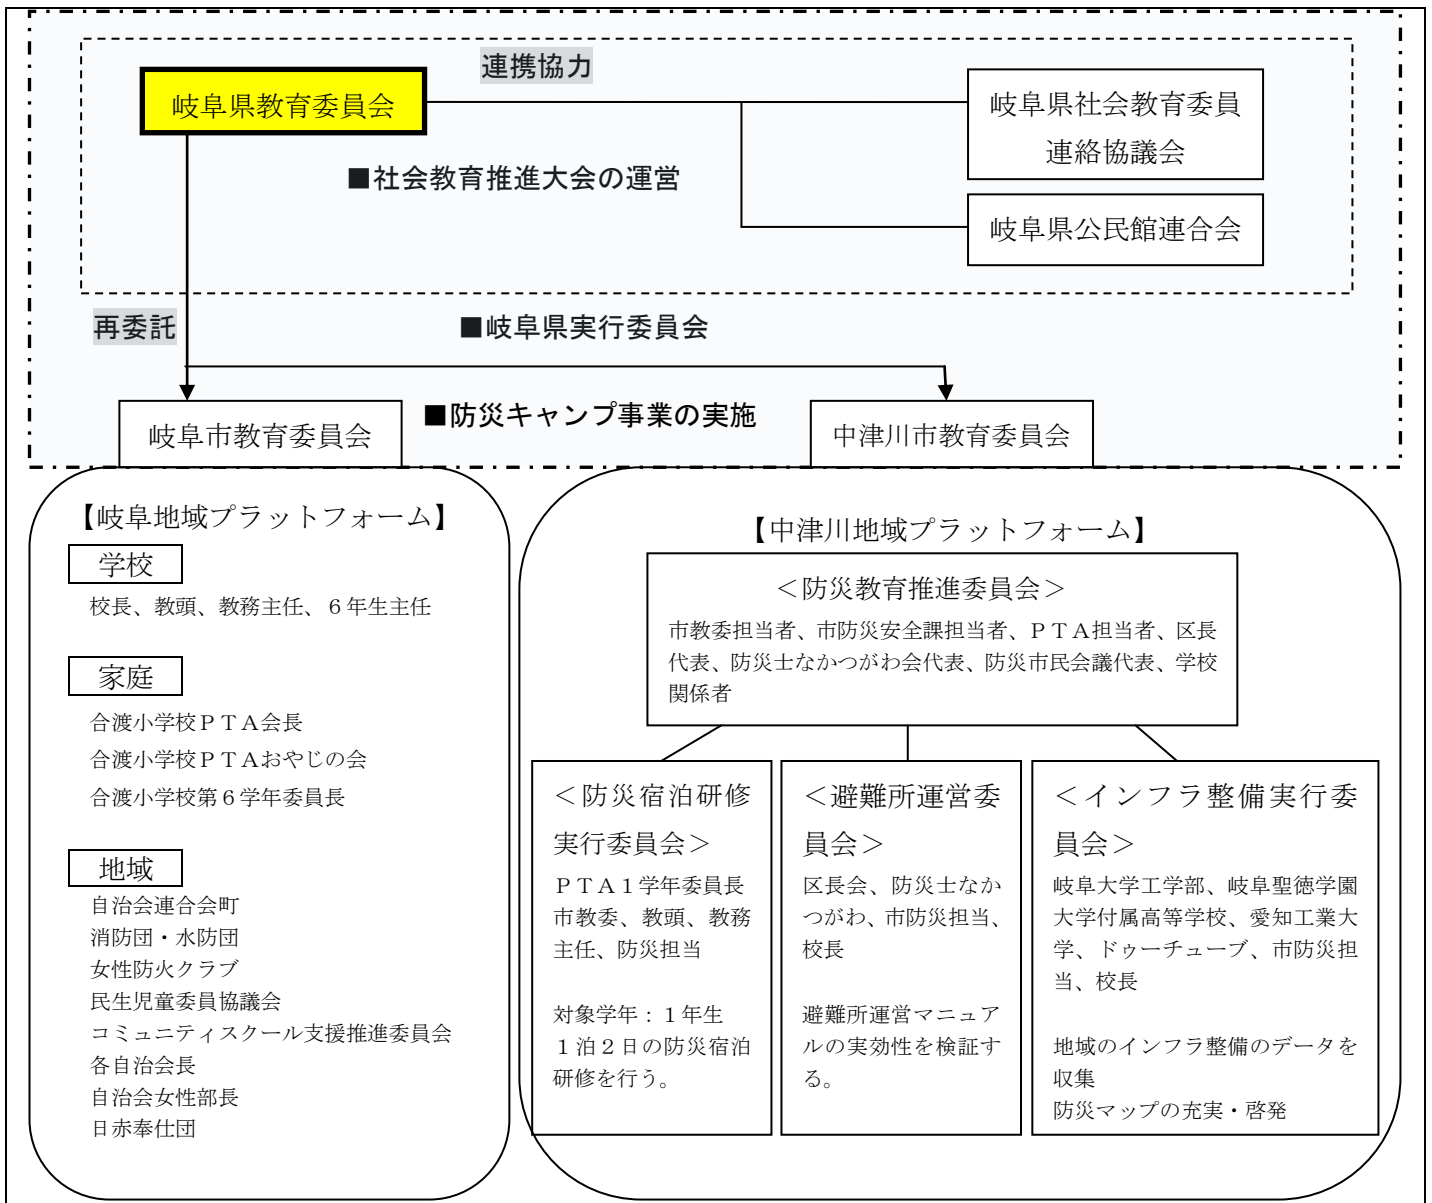 連携協力
岐阜県教育委員会
岐阜県社会教育委員
連絡協議会
■社会教育推進大会の運営
岐阜県公民館連合会
再委託
■岐阜県実行委員会
■防災キャンプ事業の実施
岐阜市教育委員会
中津川市教育委員会
【岐阜地域プラットフォーム】
学校
校長、教頭、教務主任、６年生主任
家庭
合渡小学校ＰＴＡ会長
合渡小学校ＰＴＡおやじの会
合渡小学校第６学年委員長
地域
自治会連合会町
消防団・水防団
女性防火クラブ
民生児童委員協議会
コミュニティスクール支援推進委員会
各自治会長
自治会女性部長
日赤奉仕団
【中津川地域プラットフォーム】
＜防災教育推進委員会＞
市教委担当者、市防災安全課担当者、ＰＴＡ担当者、区長
代表、防災士なかつがわ会代表、防災市民会議代表、学校
関係者
＜防災宿泊研修
実行委員会＞
ＰＴＡ１学年委員長
市教委、教頭、教務
主任、防災担当
対象学年：１年生
１泊２日の防災宿泊
研修を行う。
＜避難所運営委
員会＞
区長会、防災士なか
つがわ、市防災担当、
校長
避難所運営マニュア
ルの実効性を検証す
る。
＜インフラ整備実行委
員会＞
岐阜大学工学部、岐阜聖徳学園
大学付属高等学校、愛知工業大
学、ドゥーチューブ、市防災担
当、校長
地域のインフラ整備のデータを
収集
防災マップの充実・啓発